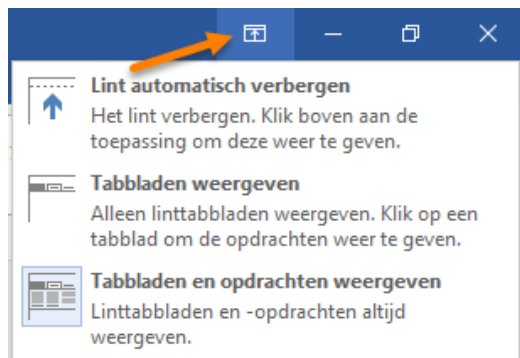 Lint automatisch verbergen
Het lint verbergen. Klik boven aan de
toepassing om deze weer te geven.
Tabbladen weergeven
Alleen linttabbladen weergeven. Klik op een
tabblad om de opdrachten weer te geven.
Tabbladen en opdrachten weergeven
Linttabbladen en -opdrachten altijd
weergeven.